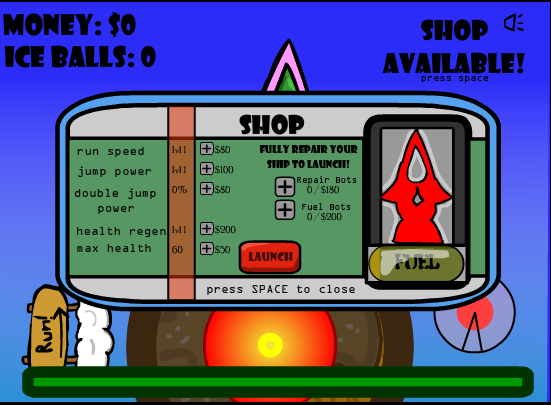 MONEY: $0
ICE BALLS: 0
SHOP
AVAILABLE!
press space
SHOP
run speed lvl1 $80
jump power lvl1 $100
double jump power 0% $80
health regen lvl1 $200
max health 60 $50
FULLY REPAIR YOUR
SHIP TO LAUNCH!
Repair Bots
0/$180
Fuel Bots
0/$200
LAUNCH
FUEL
press SPACE to close
Run!